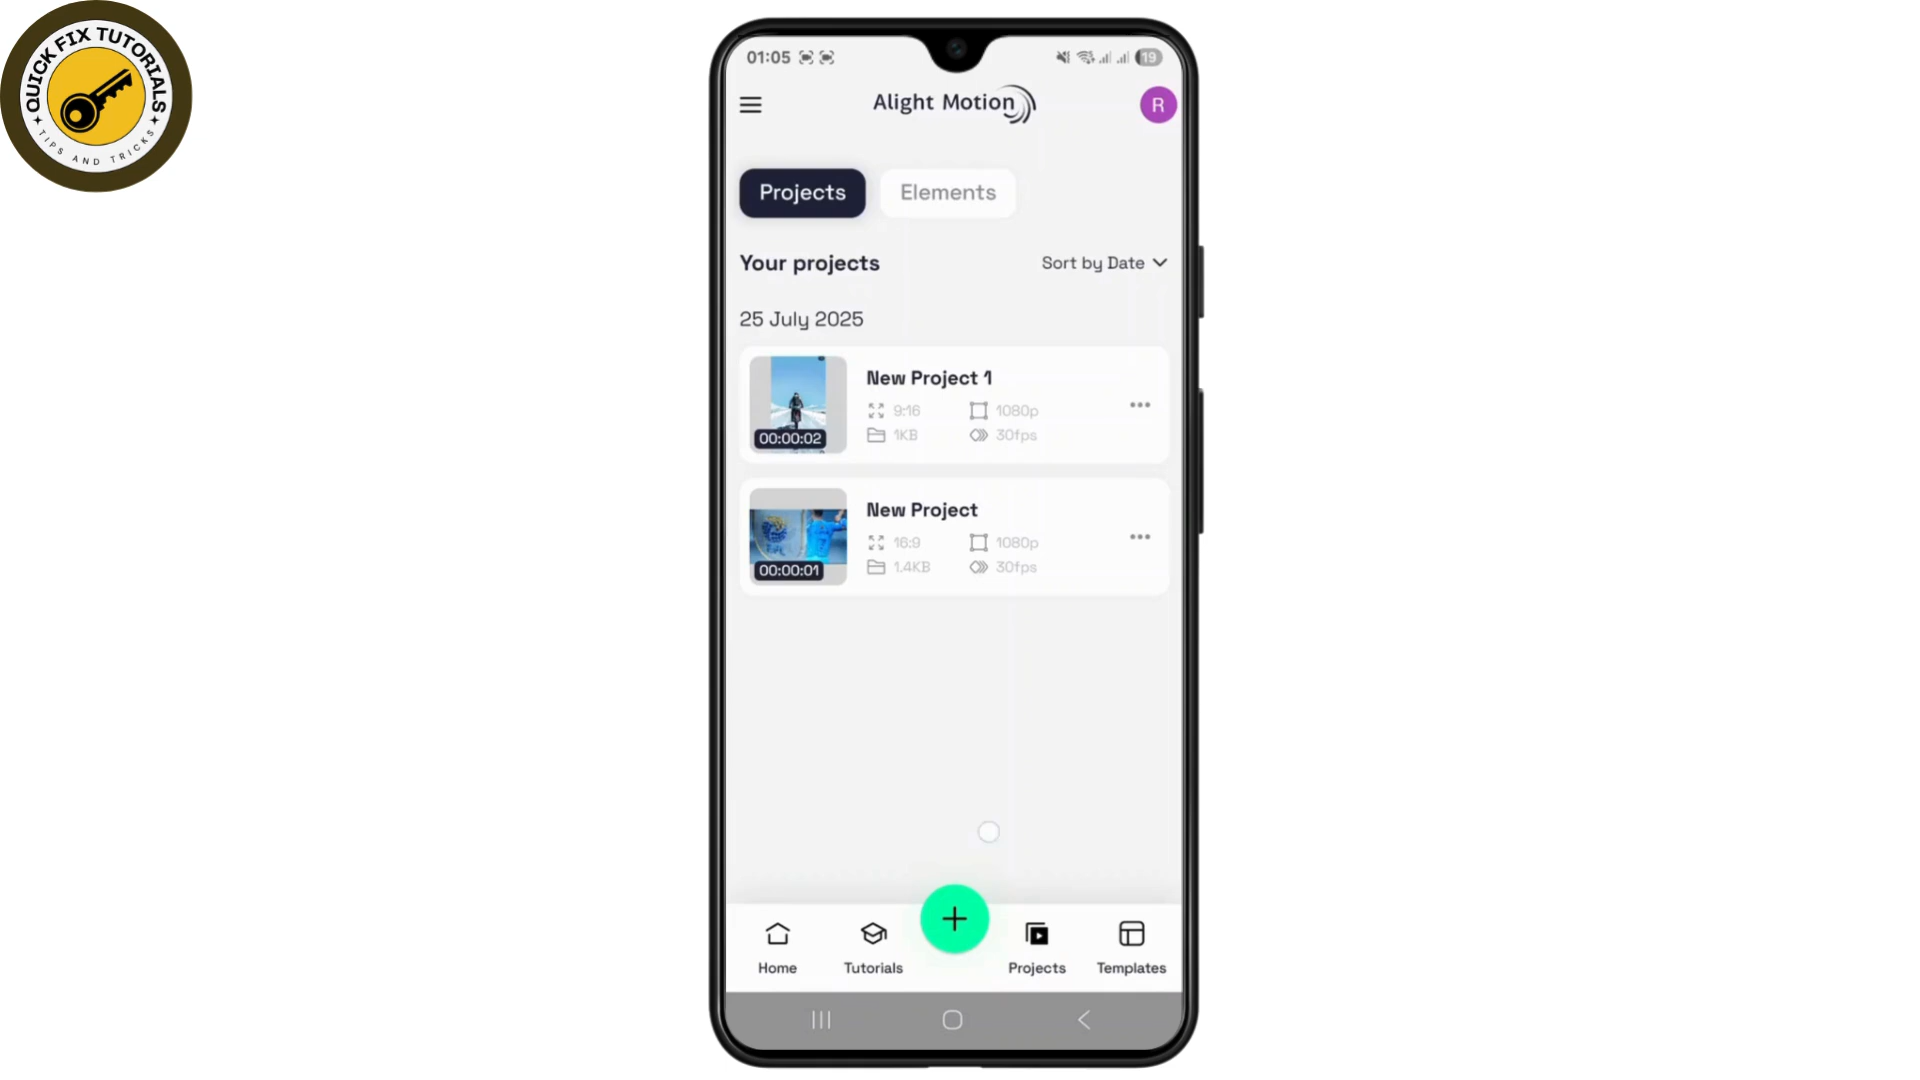 QUICK FIX TUTORIALS
TIPS AND TRICKS
01:05
19
Alight Motion
R
Projects
Elements
Your projects
Sort by Date
25 July 2025
New Project 1
9:16
1080p
1KB
30fps
00:00:02
New Project
16:9
1080p
1.4KB
30fps
00:00:01
Home
Tutorials
Projects
Templates